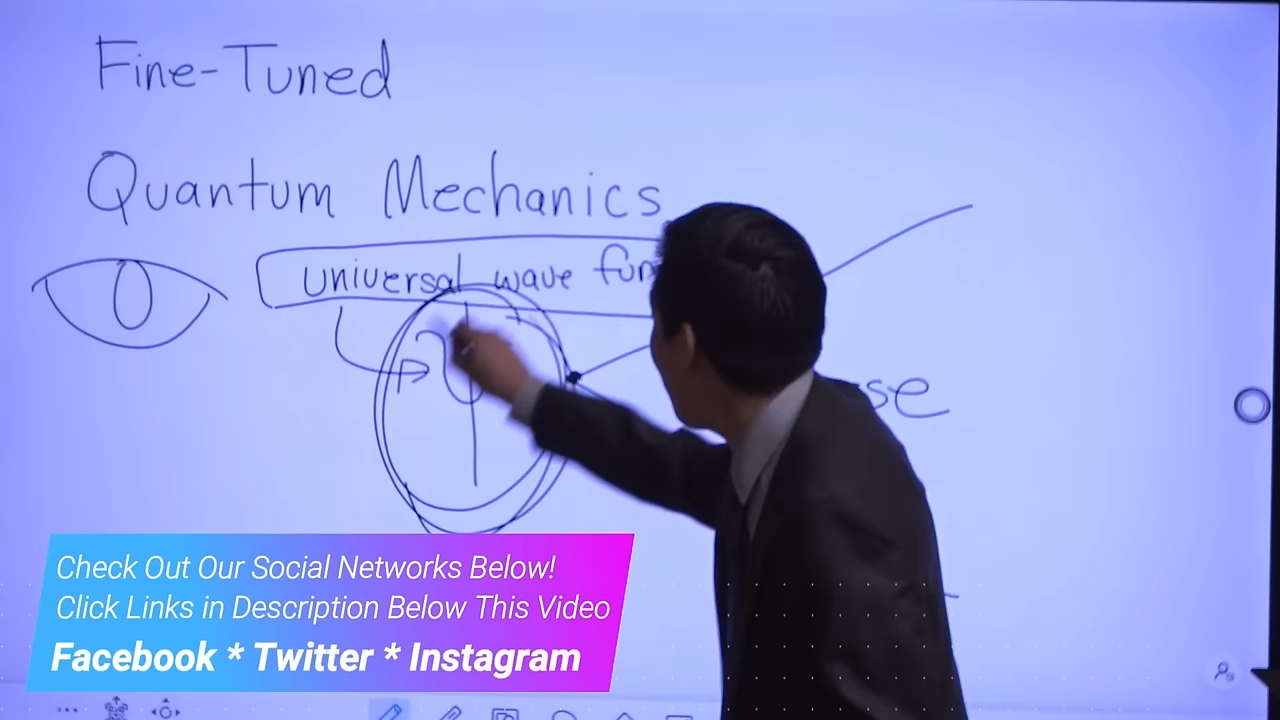 Fine-Tuned
Quantum Mechanics
universal wave fun
se
Check Out Our Social Networks Below!
Click Links in Description Below This Video
Facebook * Twitter * Instagram